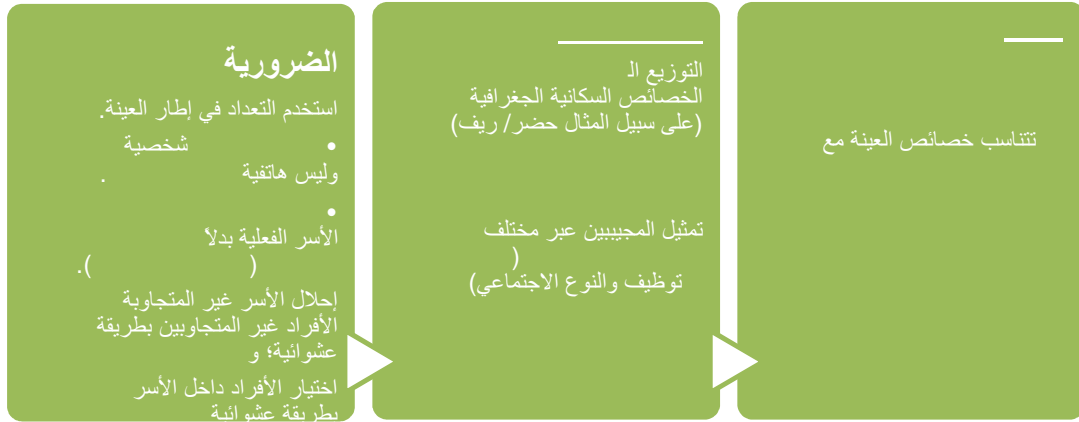 الضرورية
استخدم التعداد في إطار العينة.
• شخصية
وليس هاتفية .
•
الأسر الفعلية بدلاً
( ).
إحلال الأسر غير المتجاوبة
الأفراد غير المتجاوبين بطريقة
عشوائية؛ و
اختيار الأفراد داخل الأسر
بطريقة عشوائية
التوزيع الـ
الخصائص السكانية الجغرافية
(على سبيل المثال حضر/ ريف)
تمثيل المجيبين عبر مختلف
(
توظيف والنوع الاجتماعي)
تتناسب خصائص العينة مع